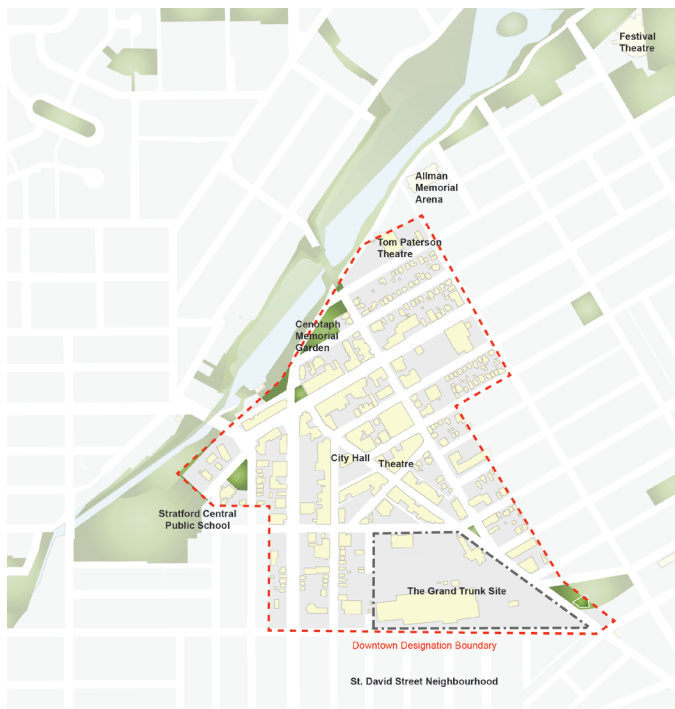 Festival
Theatre
Allman
Memorial
Arena
Tom Paterson
Theatre
Cenotaph
Memorial
Garden
City Hall
Theatre
Stratford Central
Public School
The Grand Trunk Site
Downtown Designation Boundary
St. David Street Neighbourhood